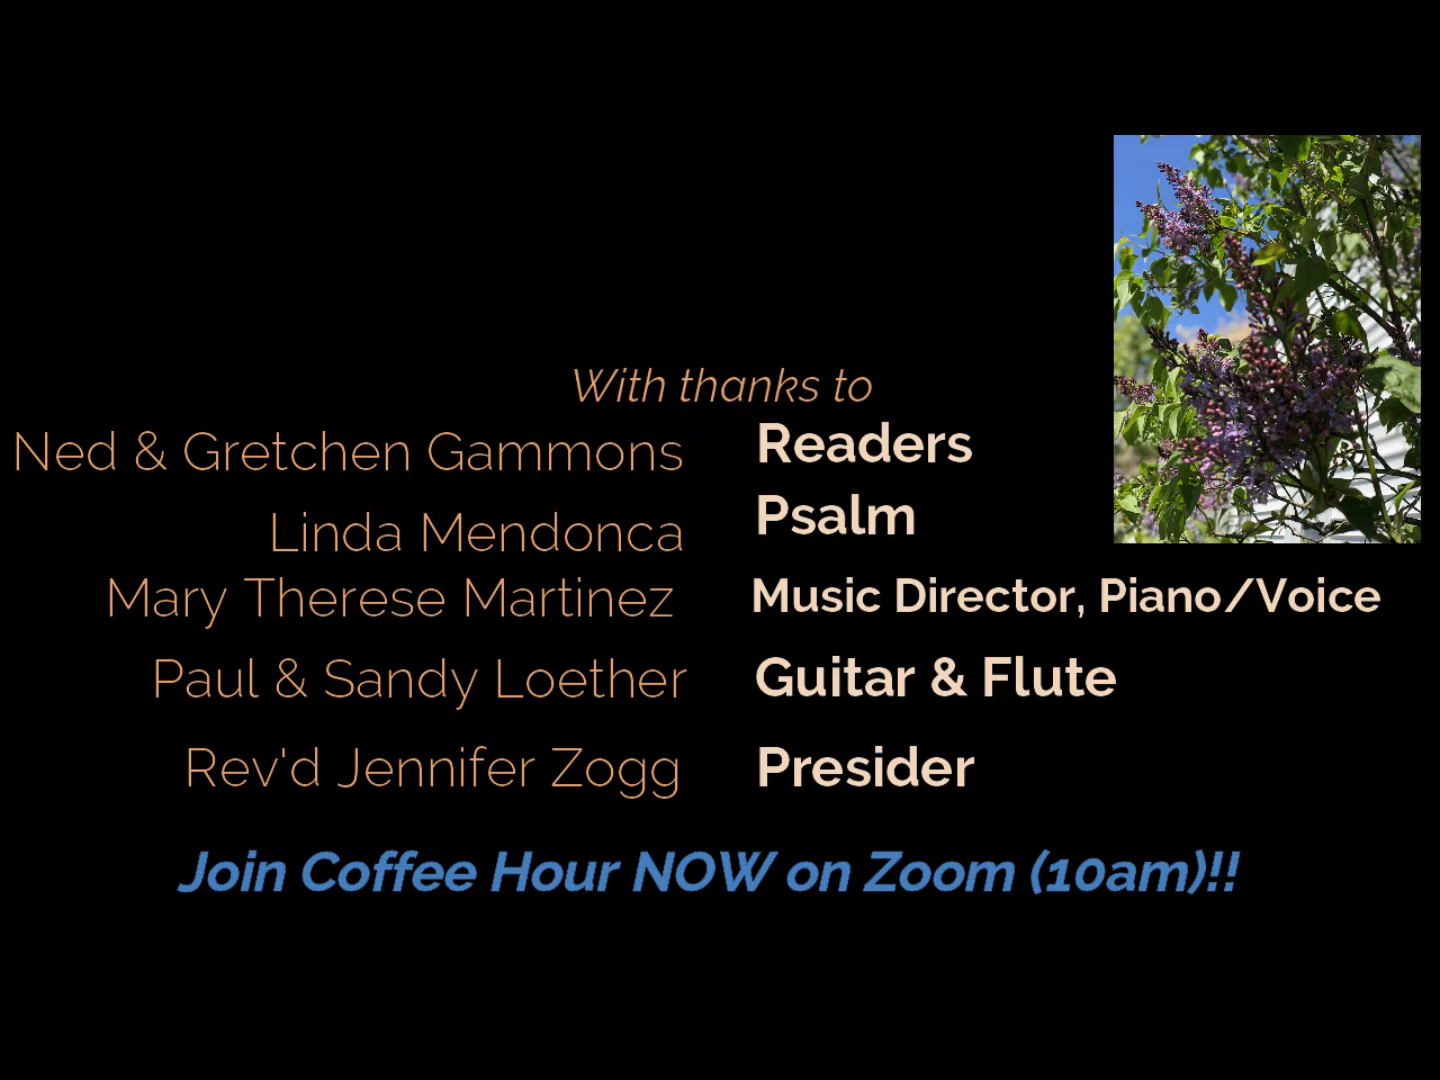 With thanks to
Ned & Gretchen Gammons Readers
Linda Mendonca Psalm
Mary Therese Martinez Music Director, Piano/Voice
Paul & Sandy Loether Guitar & Flute
Rev'd Jennifer Zogg Presider
Join Coffee Hour NOW on Zoom (10am)!!